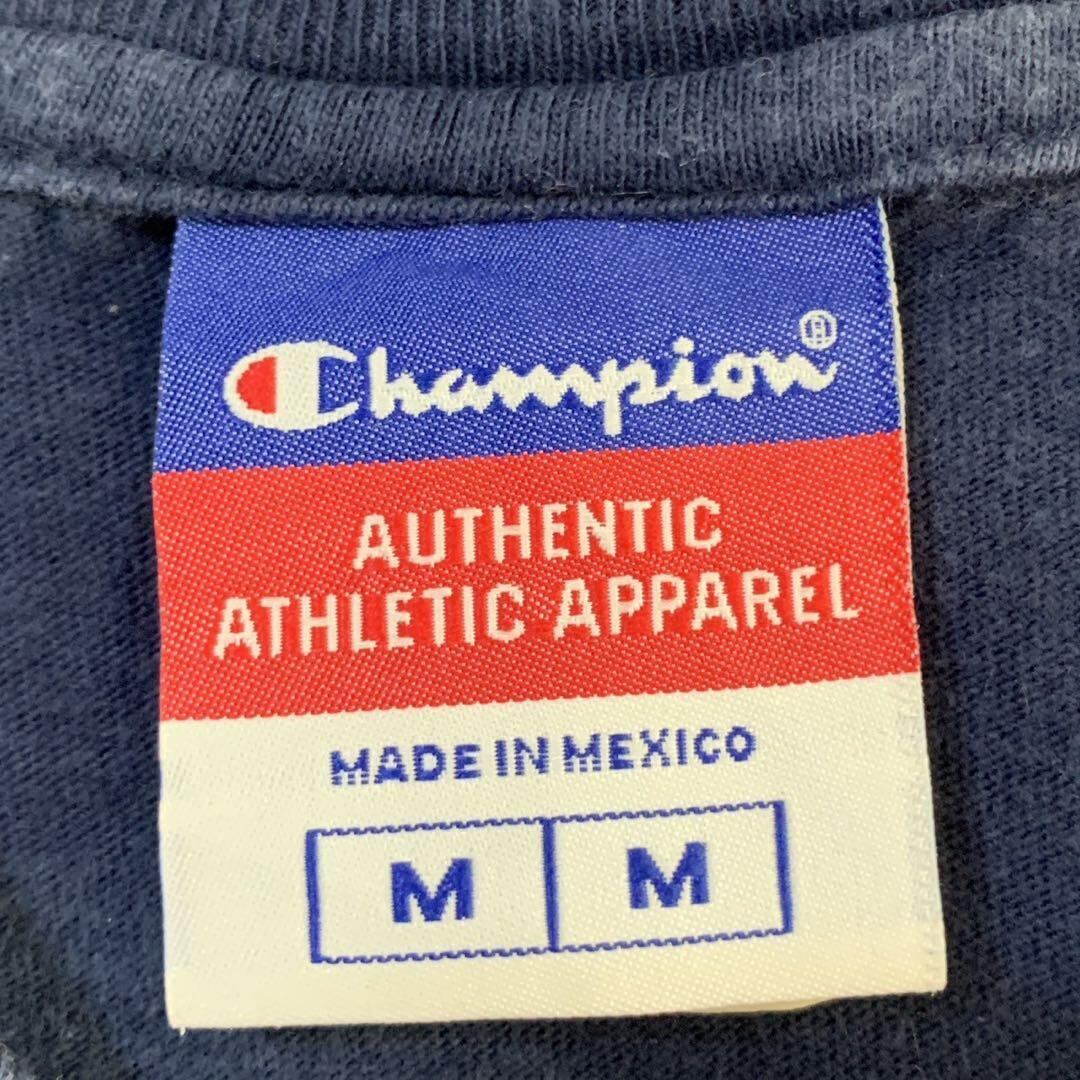 Champion®
AUTHENTIC
ATHLETIC APPAREL
MADE IN MEXICO
M M